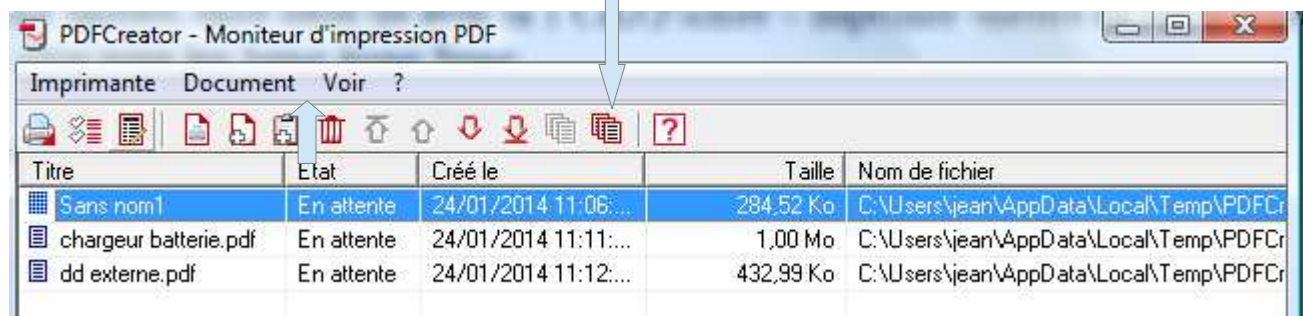 PDFCreator - Moniteur d'impression PDF
Imprimante Document Voir ?
?
Titre Etat Créé le Taille Nom de fichier
Sans nom1 En attente 24/01/2014 11:06:... 284,52 Ko C:\Users\jean\AppData\Local\Temp\PDFCr
chargeur batterie.pdf En attente 24/01/2014 11:11:... 1,00 Mo C:\Users\jean\AppData\Local\Temp\PDFCr
dd externe.pdf En attente 24/01/2014 11:12:... 432,99 Ko C:\Users\jean\AppData\Local\Temp\PDFCr